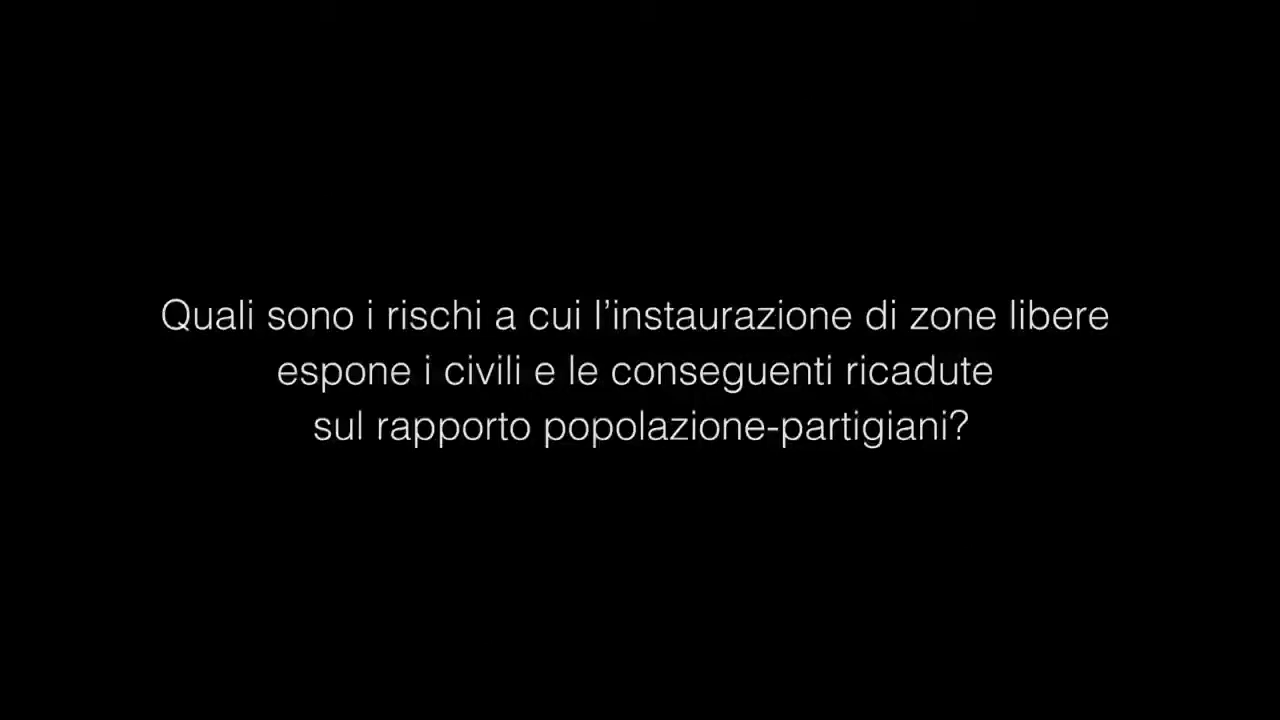 Quali sono i rischi a cui l’instaurazione di zone libere
espone i civili e le conseguenti ricadute
sul rapporto popolazione-partigiani?